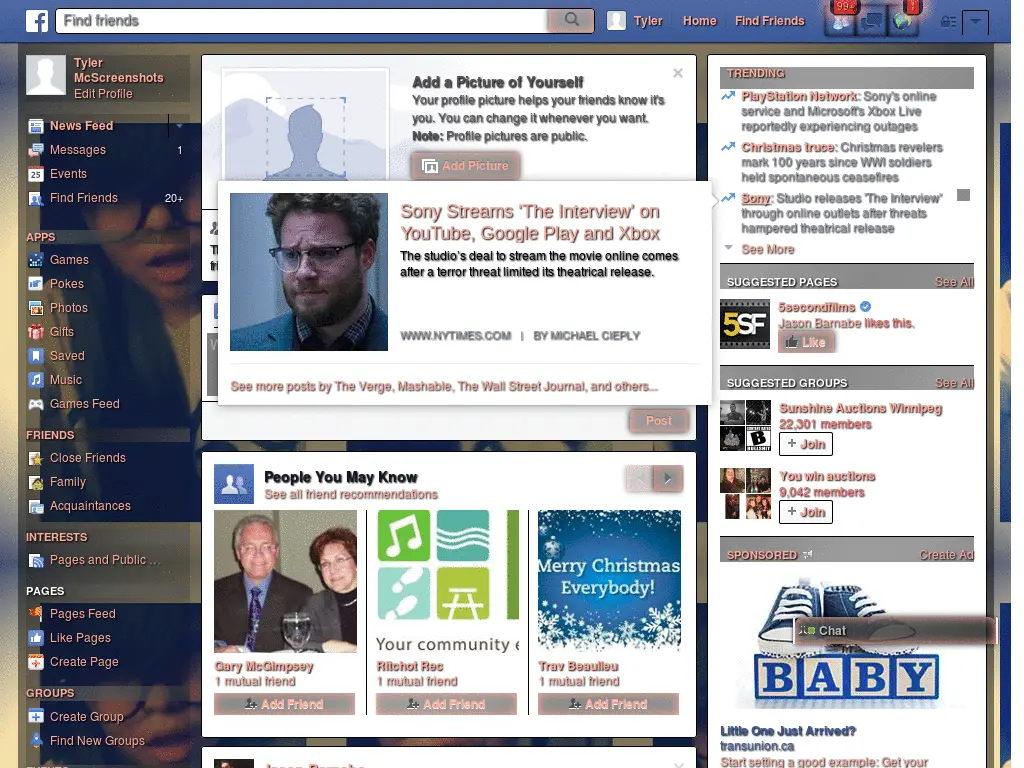 Find friends
Tyler
Home
Find Friends
99+
1
Tyler
McScreenshots
Edit Profile
News Feed
Messages 1
25 Events
Find Friends 20+
APPS
Games
Pokes
Photos
Gifts
Saved
Music
Games Feed
FRIENDS
Close Friends
Family
Acquaintances
INTERESTS
Pages and Public ...
PAGES
Pages Feed
Like Pages
Create Page
GROUPS
Create Group
Find New Groups
Add a Picture of Yourself
Your profile picture helps your friends know it's
you. You can change it whenever you want.
Note: Profile pictures are public.
Add Picture
Sony Streams 'The Interview' on
YouTube, Google Play and Xbox
The studio's deal to stream the movie online comes
after a terror threat limited its theatrical release.
WWW.NYTIMES.COM | BY MICHAEL CIEPLY
See more posts by The Verge, Mashable, The Wall Street Journal, and others...
Post
People You May Know
See all friend recommendations
Your community e
Merry Christmas
Everybody!
Gary McGimpsey
1 mutual friend
Add Friend
Ritchot Rec
1 mutual friend
Add Friend
Trav Beaulieu
1 mutual friend
Add Friend
TRENDING
PlayStation Network: Sony's online
service and Microsoft's Xbox Live
reportedly experiencing outages
Christmas truce: Christmas revelers
mark 100 years since WWI soldiers
held spontaneous ceasefires
Sony: Studio releases 'The Interview'
through online outlets after threats
hampered theatrical release
See More
SUGGESTED PAGES See All
5SF
5secondfilms
Jason Barnabe likes this.
Like
SUGGESTED GROUPS See All
Sunshine Auctions Winnipeg
22,301 members
+ Join
You win auctions
9,042 members
+ Join
SPONSORED Create Ad
Chat
BABY
Little One Just Arrived?
transunion.ca
Start setting a good example: Get your